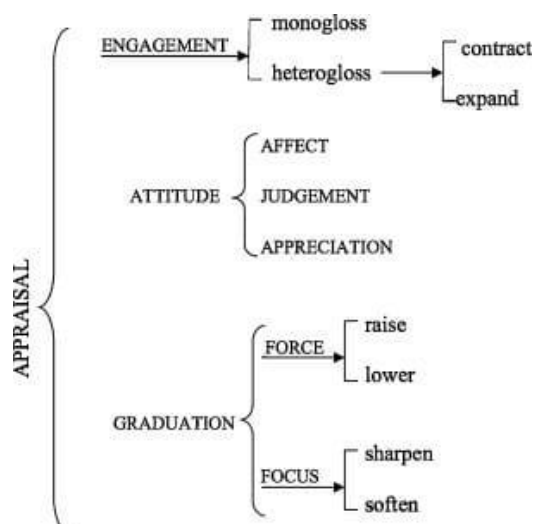 APPRAISAL
ENGAGEMENT
monogloss
heterogloss
contract
expand
ATTITUDE
AFFECT
JUDGEMENT
APPRECIATION
GRADUATION
FORCE
raise
lower
FOCUS
sharpen
soften